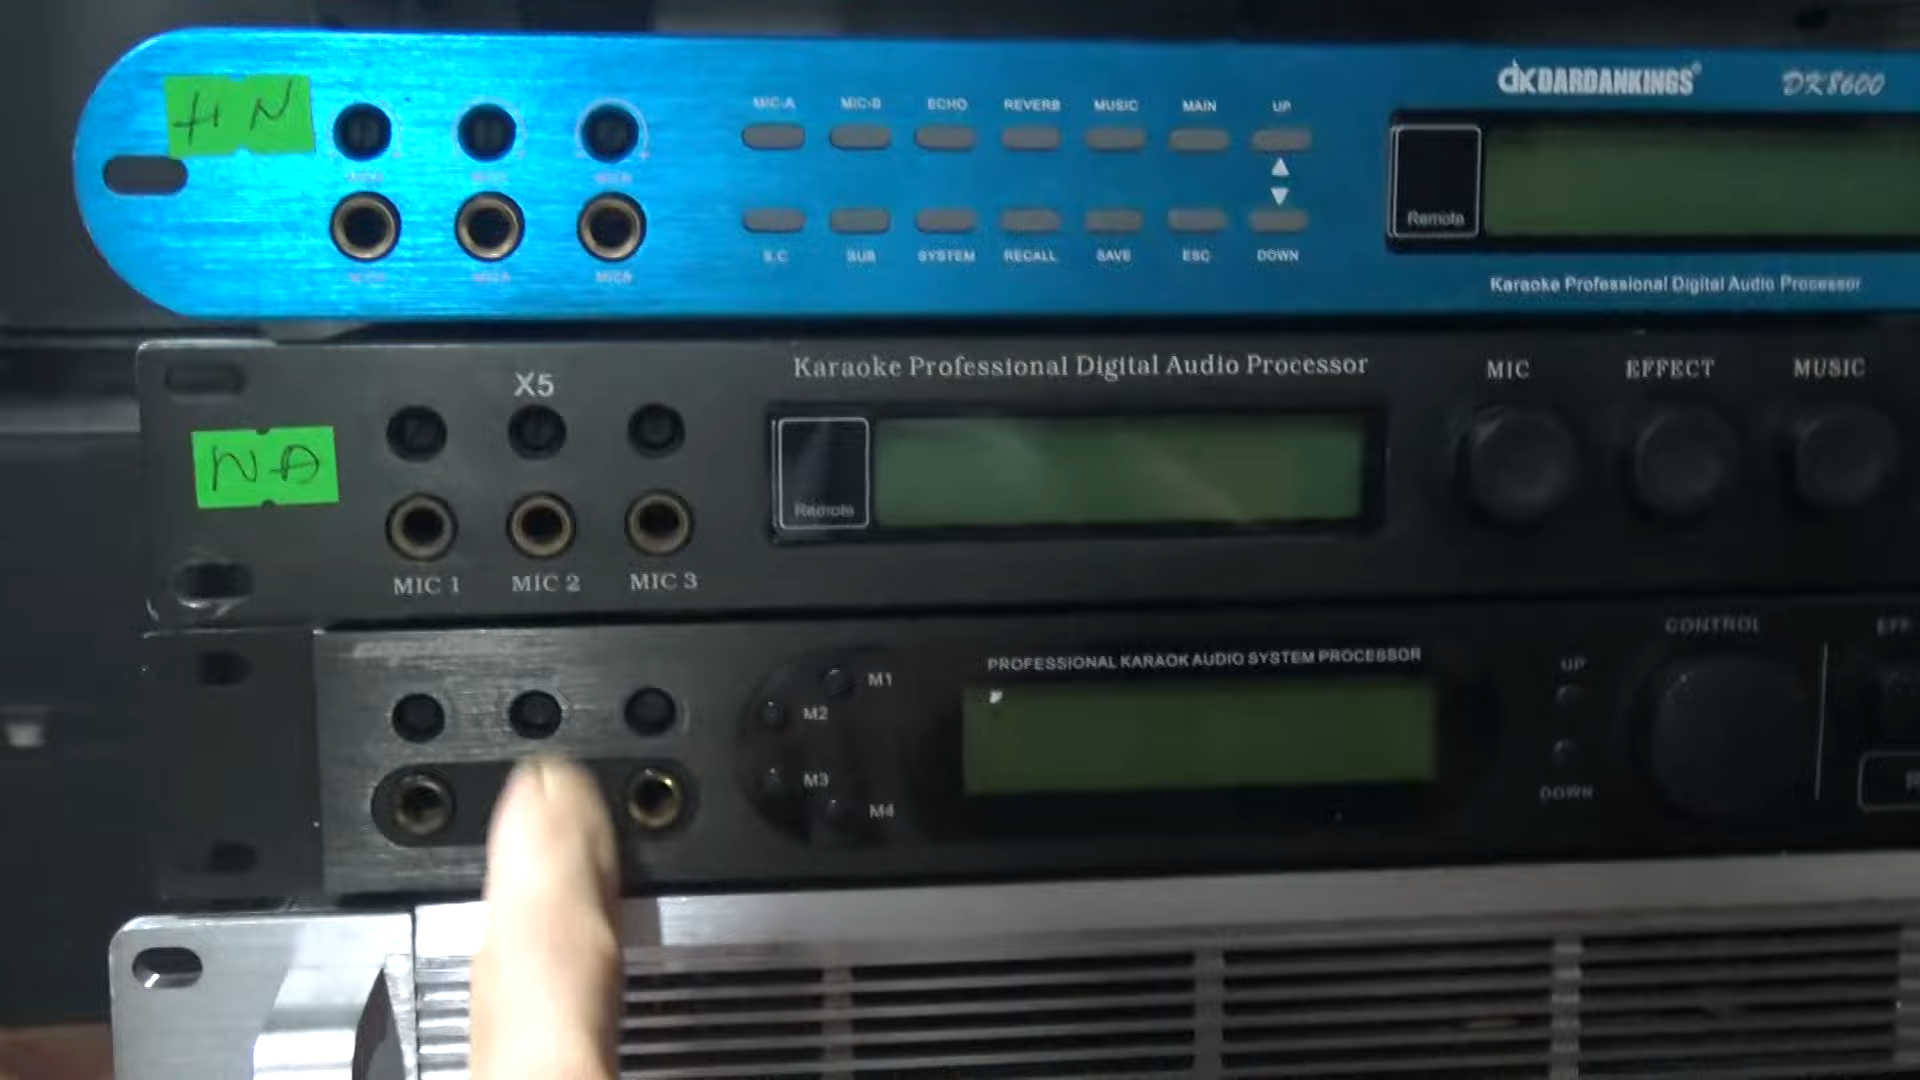 H N
MIC-A MIC-B ECHO REVERB MUSIC MAIN UP
DARDANKINGS®
DK8600
MICB
S.C SUB SYSTEM RECALL SAVE ESC DOWN
Remote
Karaoke Professional Digital Audio Processor
X5
Karaoke Professional Digital Audio Processor
MIC EFFECT MUSIC
N D
Remote
MIC 1 MIC 2 MIC 3
PROFESSIONAL KARAOK AUDIO SYSTEM PROCESSOR
M1
M2
M3
M4
UP
DOWN
CONTROL
EFF
R